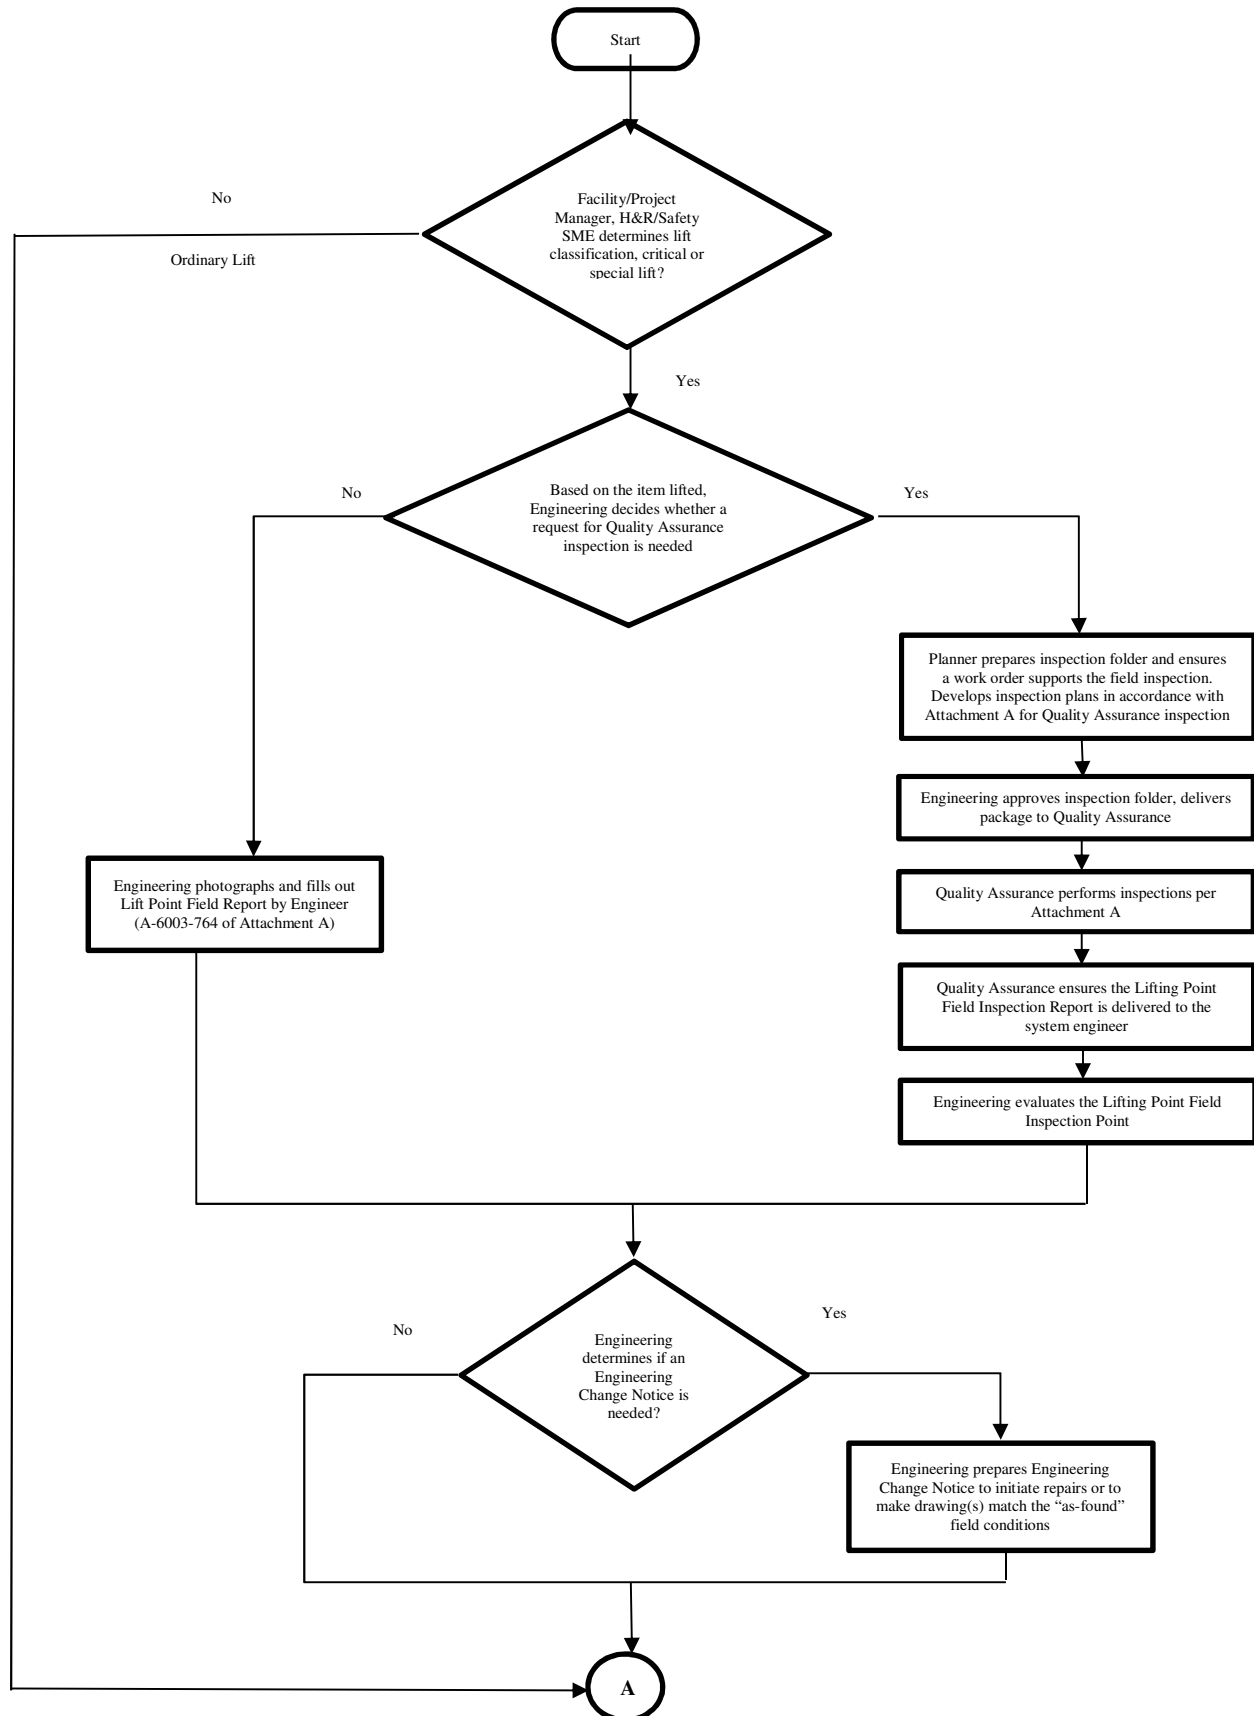 Start
Facility/Project
Manager, H&R/Safety
SME determines lift
classification, critical or
special lift?
No
Ordinary Lift
Yes
Based on the item lifted,
Engineering decides whether a
request for Quality Assurance
inspection is needed
No
Yes
Planner prepares inspection folder and ensures
a work order supports the field inspection.
Develops inspection plans in accordance with
Attachment A for Quality Assurance inspection
Engineering approves inspection folder, delivers
package to Quality Assurance
Engineering photographs and fills out
Lift Point Field Report by Engineer
(A-6003-764 of Attachment A)
Quality Assurance performs inspections per
Attachment A
Quality Assurance ensures the Lifting Point
Field Inspection Report is delivered to the
system engineer
Engineering evaluates the Lifting Point Field
Inspection Point
No
Yes
Engineering
determines if an
Engineering
Change Notice is
needed?
Engineering prepares Engineering
Change Notice to initiate repairs or to
make drawing(s) match the “as-found”
field conditions
A